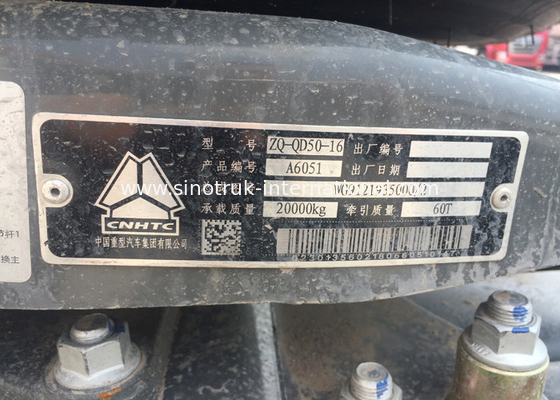 型 号 ZQ-QD50-16 出厂编号
产品编号 A6051 出厂日期
www.sinotruk-international.com
承载质量 20000kg 牵引质量 60T
CNHTC
中国重型汽车集团有限公司
换主